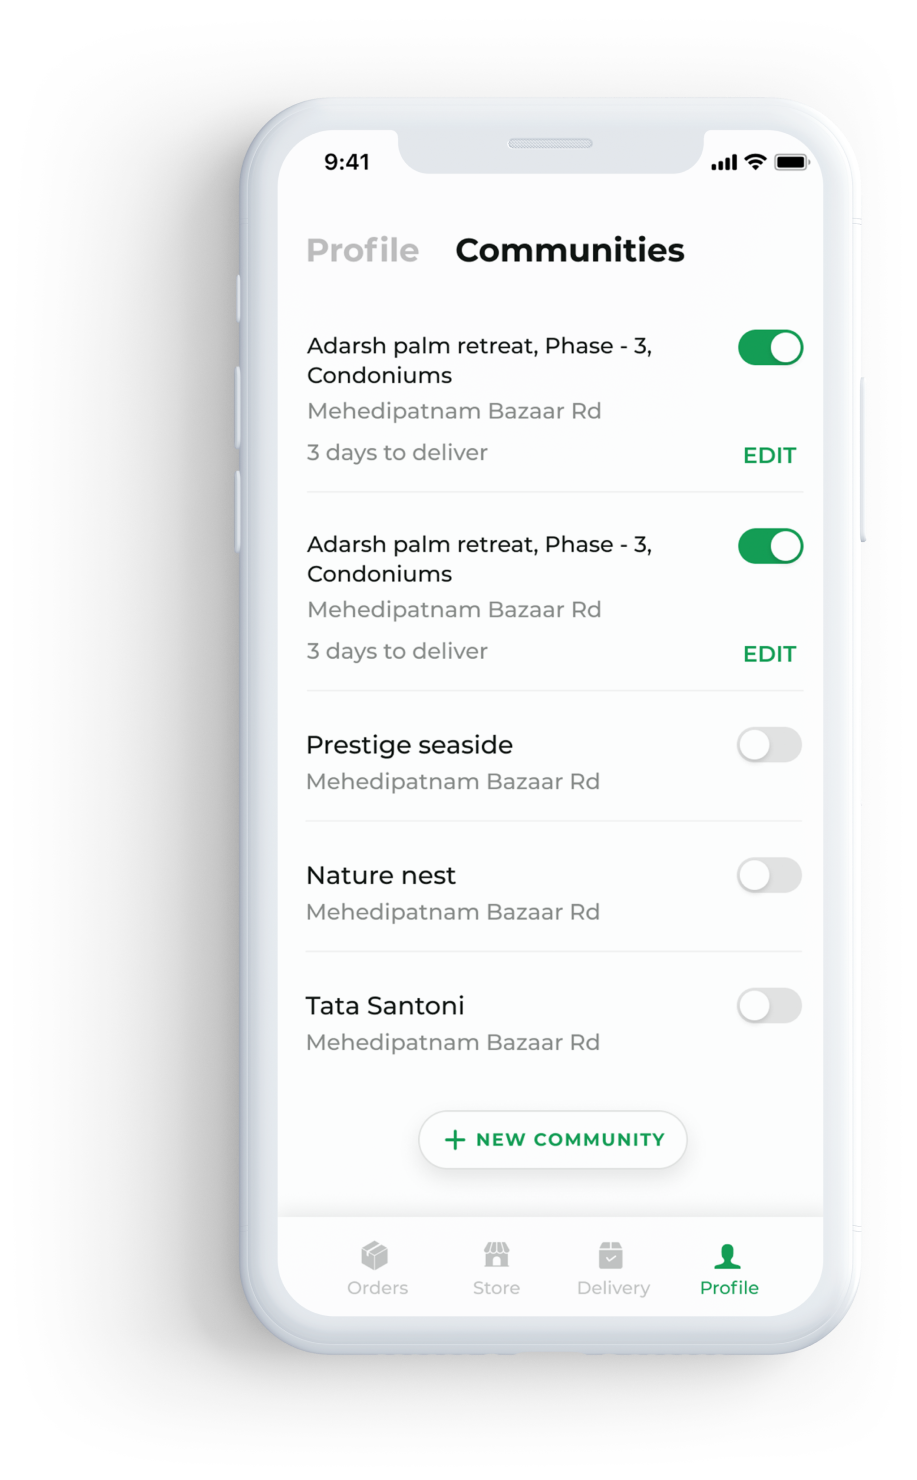 9:41
Profile Communities
Adarsh palm retreat, Phase - 3,
Condoniums
Mehedipatnam Bazaar Rd
3 days to deliver EDIT
Adarsh palm retreat, Phase - 3,
Condoniums
Mehedipatnam Bazaar Rd
3 days to deliver EDIT
Prestige seaside
Mehedipatnam Bazaar Rd
Nature nest
Mehedipatnam Bazaar Rd
Tata Santoni
Mehedipatnam Bazaar Rd
+ NEW COMMUNITY
Orders Store Delivery Profile